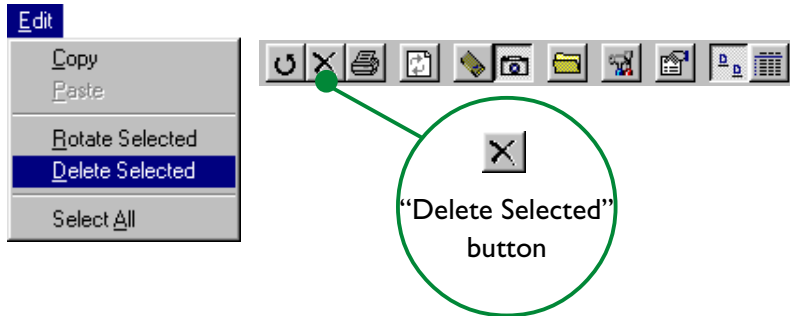 Edit
Copy
Paste
Rotate Selected
Delete Selected
Select All
“Delete Selected”
button